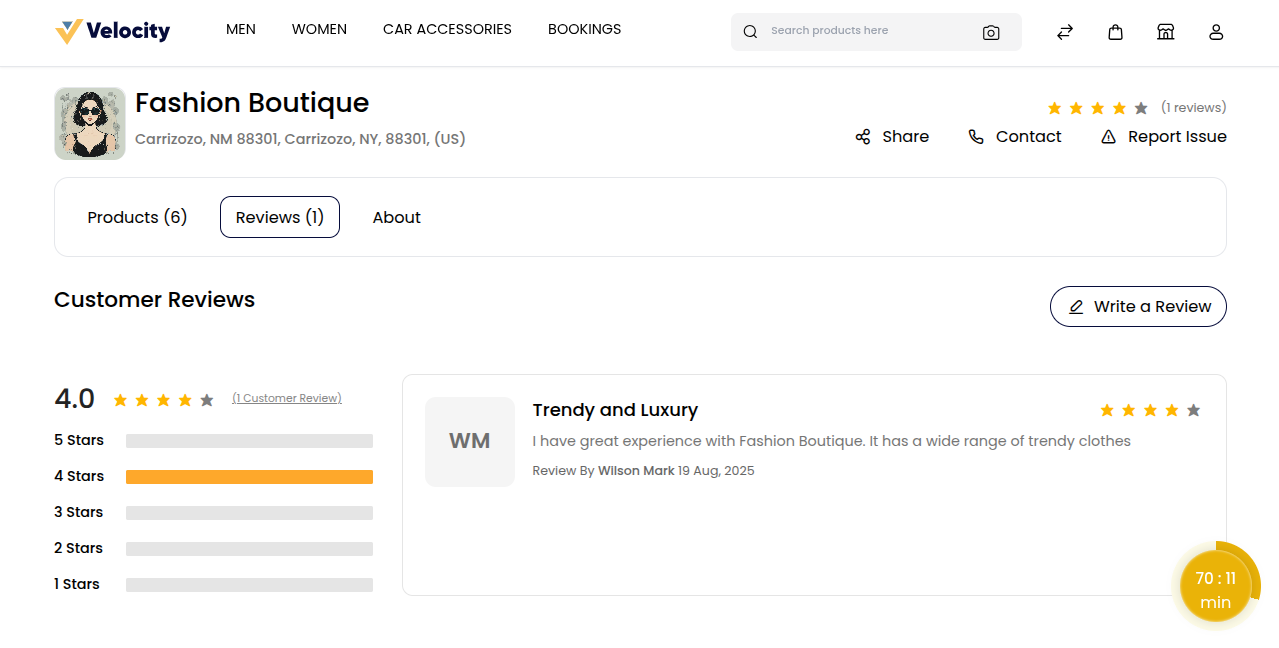 Velocity
MEN WOMEN CAR ACCESSORIES BOOKINGS
Search products here
Fashion Boutique
Carrizozo, NM 88301, Carrizozo, NY, 88301, (US)
(1 reviews)
Share Contact Report Issue
Products (6) Reviews (1) About
Customer Reviews
Write a Review
4.0 (1 Customer Review)
5 Stars
4 Stars
3 Stars
2 Stars
1 Stars
WM
Trendy and Luxury
I have great experience with Fashion Boutique. It has a wide range of trendy clothes
Review By Wilson Mark 19 Aug, 2025
70 : 11
min